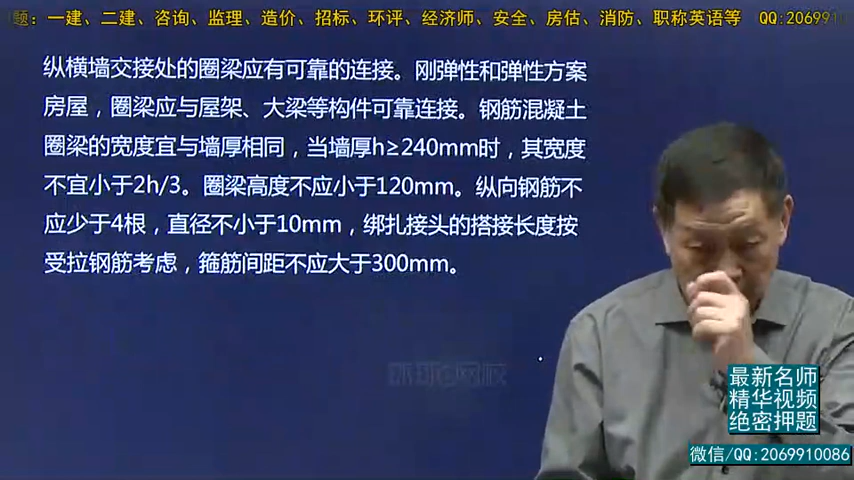 题：一建、二建、咨询、监理、造价、招标、环评、经济师、安全、房估、消防、职称英语等 QQ:206991
纵横墙交接处的圈梁应有可靠的连接。刚弹性和弹性方案
房屋，圈梁应与屋架、大梁等构件可靠连接。钢筋混凝土
圈梁的宽度宜与墙厚相同，当墙厚h≥240mm时，其宽度
不宜小于2h/3。圈梁高度不应小于120mm。纵向钢筋不
应少于4根，直径不小于10mm，绑扎接头的搭接长度按
受拉钢筋考虑，箍筋间距不应大于300mm。
环球网校
最新名师
精华视频
绝密押题
微信/QQ:2069910086